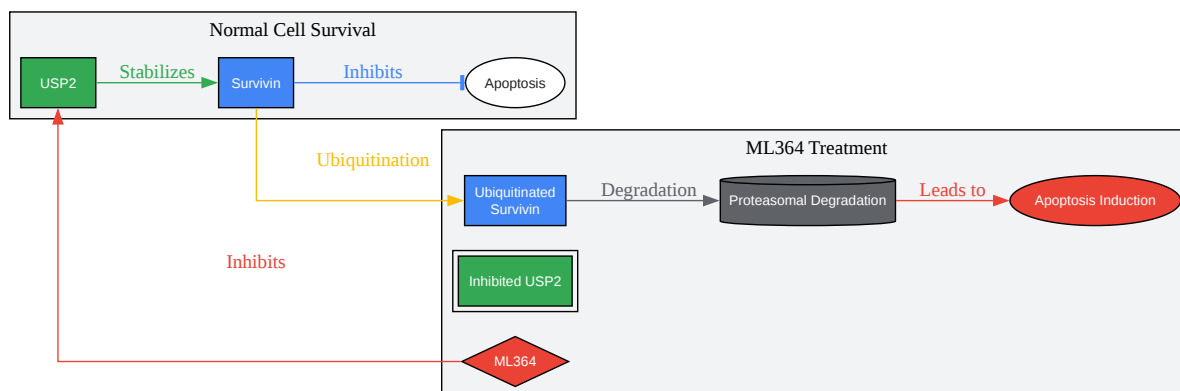 Normal Cell Survival
USP2
Stabilizes
Survivin
Inhibits
Apoptosis
Ubiquitination
ML364 Treatment
Ubiquitinated
Survivin
Degradation
Proteasomal Degradation
Leads to
Apoptosis Induction
Inhibits
Inhibited USP2
ML364